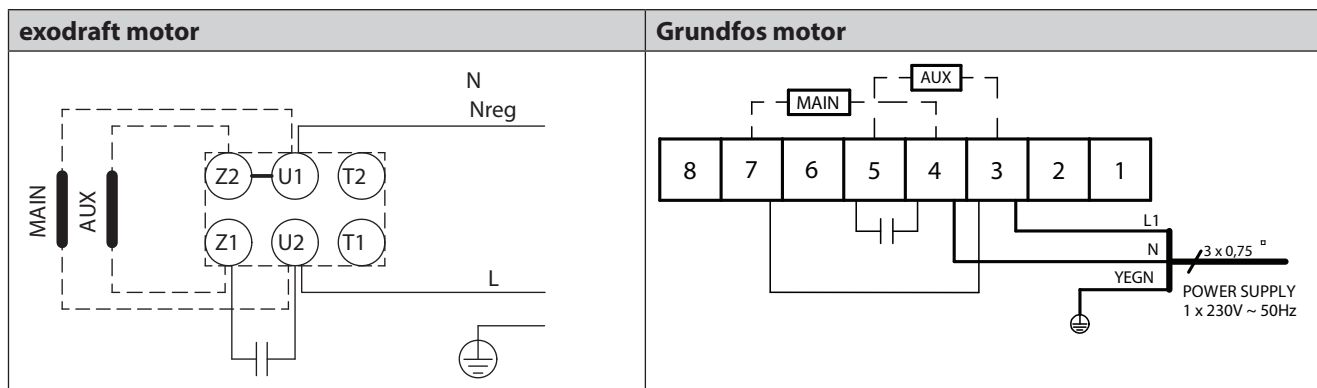 exodraft motor
Grundfos motor
N
Nreg
MAIN
AUX
Z2
U1
T2
Z1
U2
T1
L
AUX
MAIN
8 7 6 5 4 3 2 1
L1
N
3 x 0,75 □
YEGN
POWER SUPPLY
1 x 230V ~ 50Hz